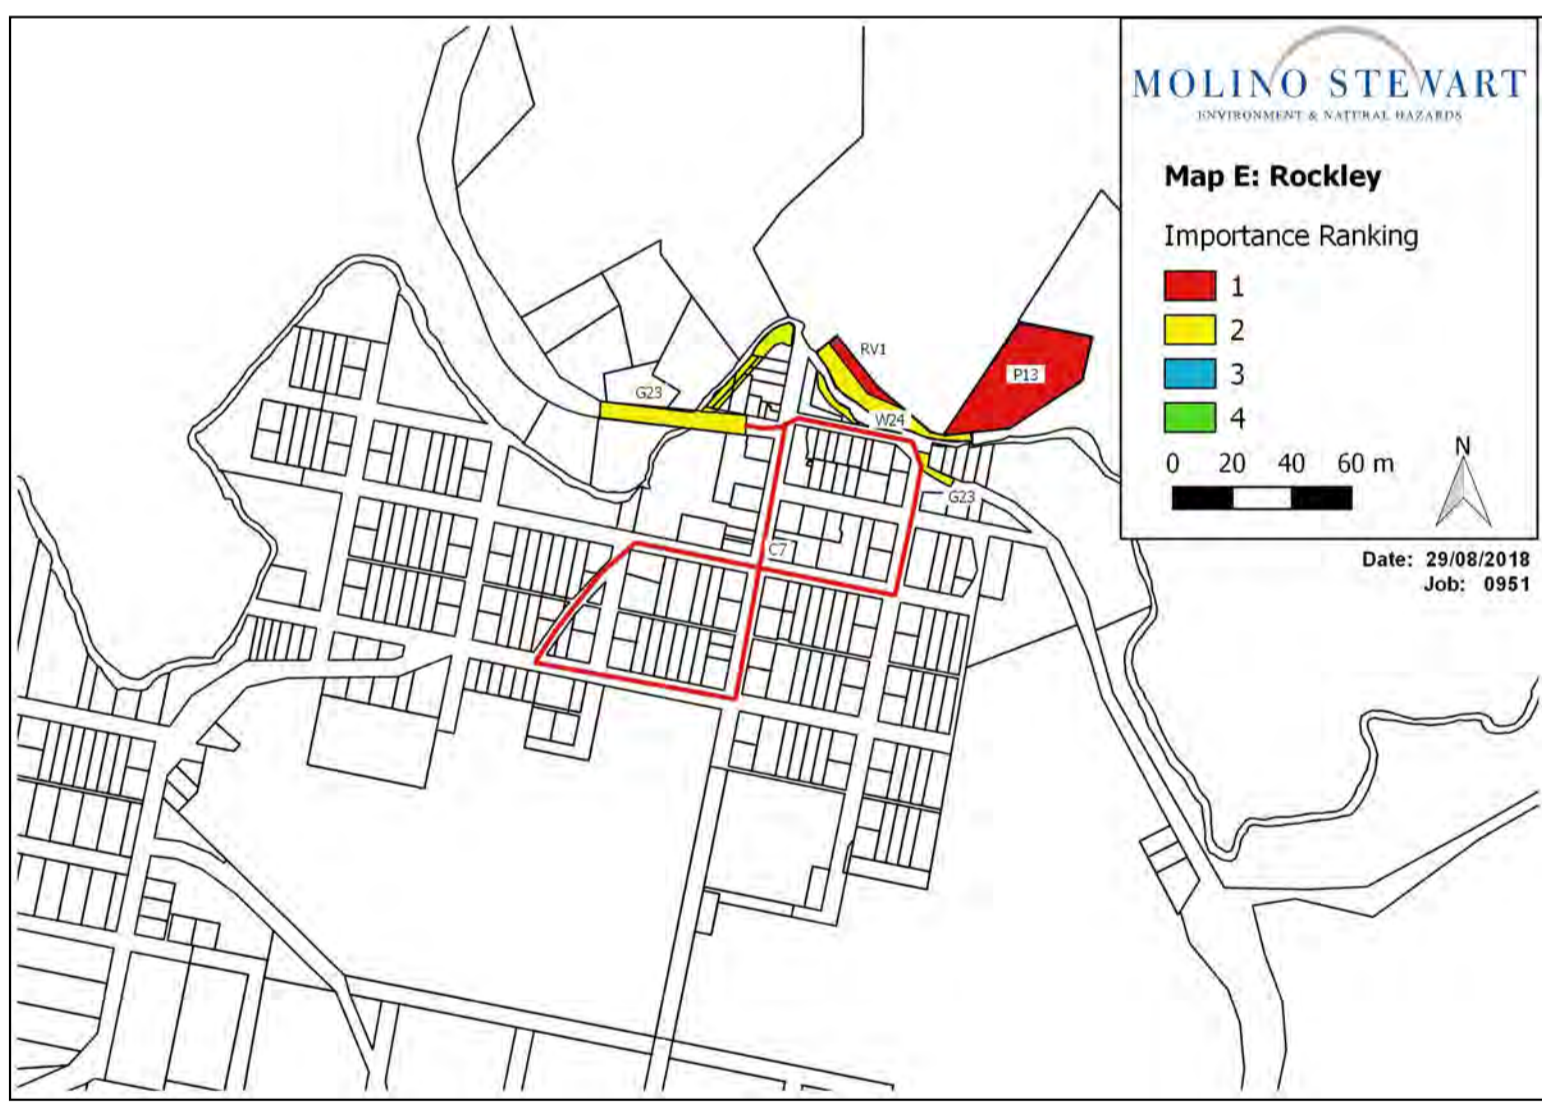 MOLINO STEWART
ENVIRONMENT & NATURAL HAZARDS
Map E: Rockley
Importance Ranking
1
2
3
4
0 20 40 60 m
N
Date: 29/08/2018
Job: 0951
RV1
P13
G23
W24
G23
C7